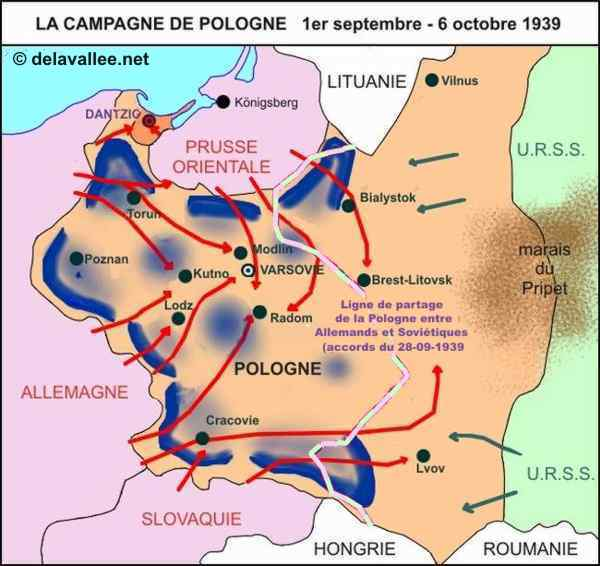 LA CAMPAGNE DE POLOGNE 1er septembre - 6 octobre 1939
© delavallee.net
LITUANIE
Vilnus
Königsberg
DANTZIG
PRUSSE
ORIENTALE
U.R.S.S.
Bialystok
Torun
marais
du
Pripet
Modlin
Poznan
Kutno
VARSOVIE
Brest-Litovsk
Lodz
Radom
Ligne de partage
de la Pologne entre
Allemands et Soviétiques
(accords du 28-09-1939
POLOGNE
ALLEMAGNE
Cracovie
Lvov
U.R.S.S.
SLOVAQUIE
HONGRIE
ROUMANIE